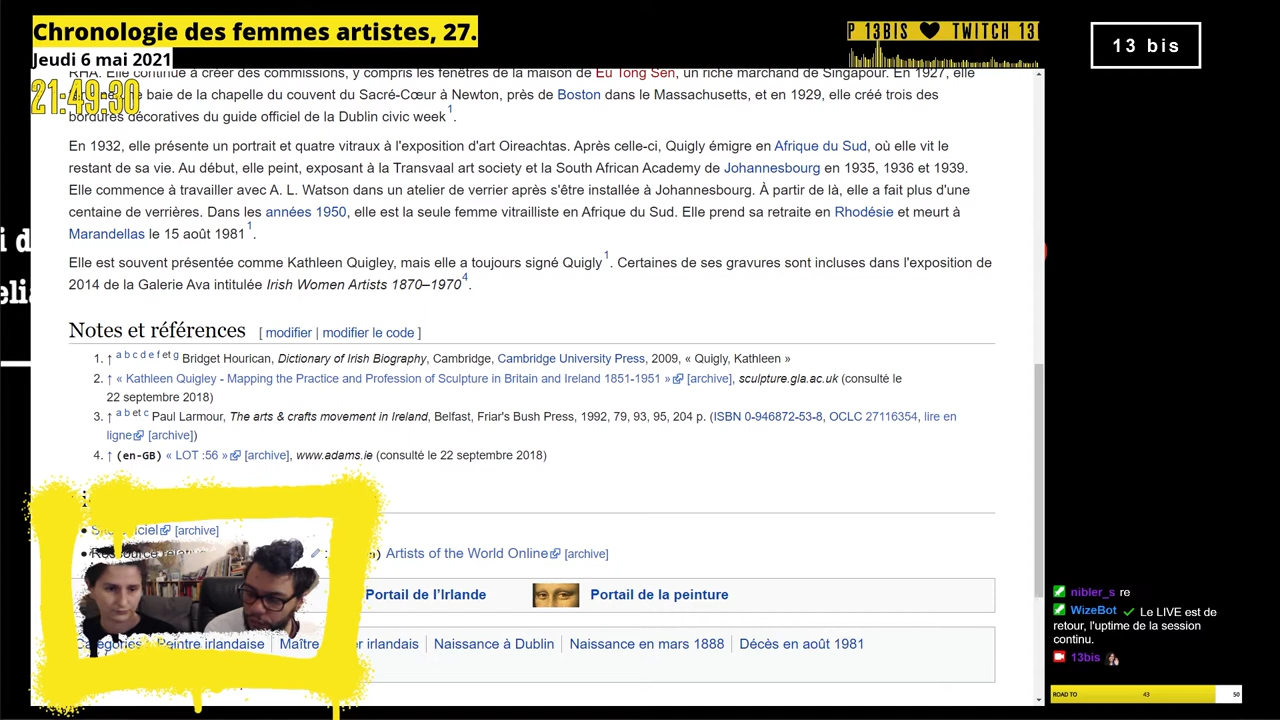 Chronologie des femmes artistes, 27.
Jeudi 6 mai 2021
21:49:30
P 13BIS TWITCH 13
13 bis
RHA. Elle continue à créer des commissions, y compris les fenêtres de la maison de Eu Tong Sen, un riche marchand de Singapour. En 1927, elle
baie de la chapelle du couvent du Sacré-Cœur à Newton, près de Boston dans le Massachusetts, et en 1929, elle créé trois des
bordures décoratives du guide officiel de la Dublin civic week 1.
En 1932, elle présente un portrait et quatre vitraux à l'exposition d'art Oireachtas. Après celle-ci, Quigly émigre en Afrique du Sud, où elle vit le
restant de sa vie. Au début, elle peint, exposant à la Transvaal art society et la South African Academy de Johannesbourg en 1935, 1936 et 1939.
Elle commence à travailler avec A. L. Watson dans un atelier de verrier après s'être installée à Johannesbourg. À partir de là, elle a fait plus d'une
centaine de verrières. Dans les années 1950, elle est la seule femme vitrailliste en Afrique du Sud. Elle prend sa retraite en Rhodésie et meurt à
Marandellas le 15 août 1981 1.
Elle est souvent présentée comme Kathleen Quigley, mais elle a toujours signé Quigly 1. Certaines de ses gravures sont incluses dans l'exposition de
2014 de la Galerie Ava intitulée Irish Women Artists 1870–1970 4.
Notes et références [ modifier | modifier le code ]
1. ↑ a b c d e f et g Bridget Hourican, Dictionary of Irish Biography, Cambridge, Cambridge University Press, 2009, « Quigly, Kathleen »
2. ↑ « Kathleen Quigley - Mapping the Practice and Profession of Sculpture in Britain and Ireland 1851-1951 » [archive], sculpture.gla.ac.uk (consulté le
22 septembre 2018)
3. ↑ a b et c Paul Larmour, The arts & crafts movement in Ireland, Belfast, Friar's Bush Press, 1992, 79, 93, 95, 204 p. (ISBN 0-946872-53-8, OCLC 27116354, lire en
ligne [archive])
4. ↑ (en-GB) « LOT :56 » [archive], www.adams.ie (consulté le 22 septembre 2018)
[archive]
Artists of the World Online [archive]
Portail de l'Irlande Portail de la peinture
Catégories Peintre irlandaise Maître irlandais Naissance à Dublin Naissance en mars 1888 Décès en août 1981
nibler_s re
WizeBot Le LIVE est de
retour, l'uptime de la session
continu.
13bis
ROAD TO 43 50